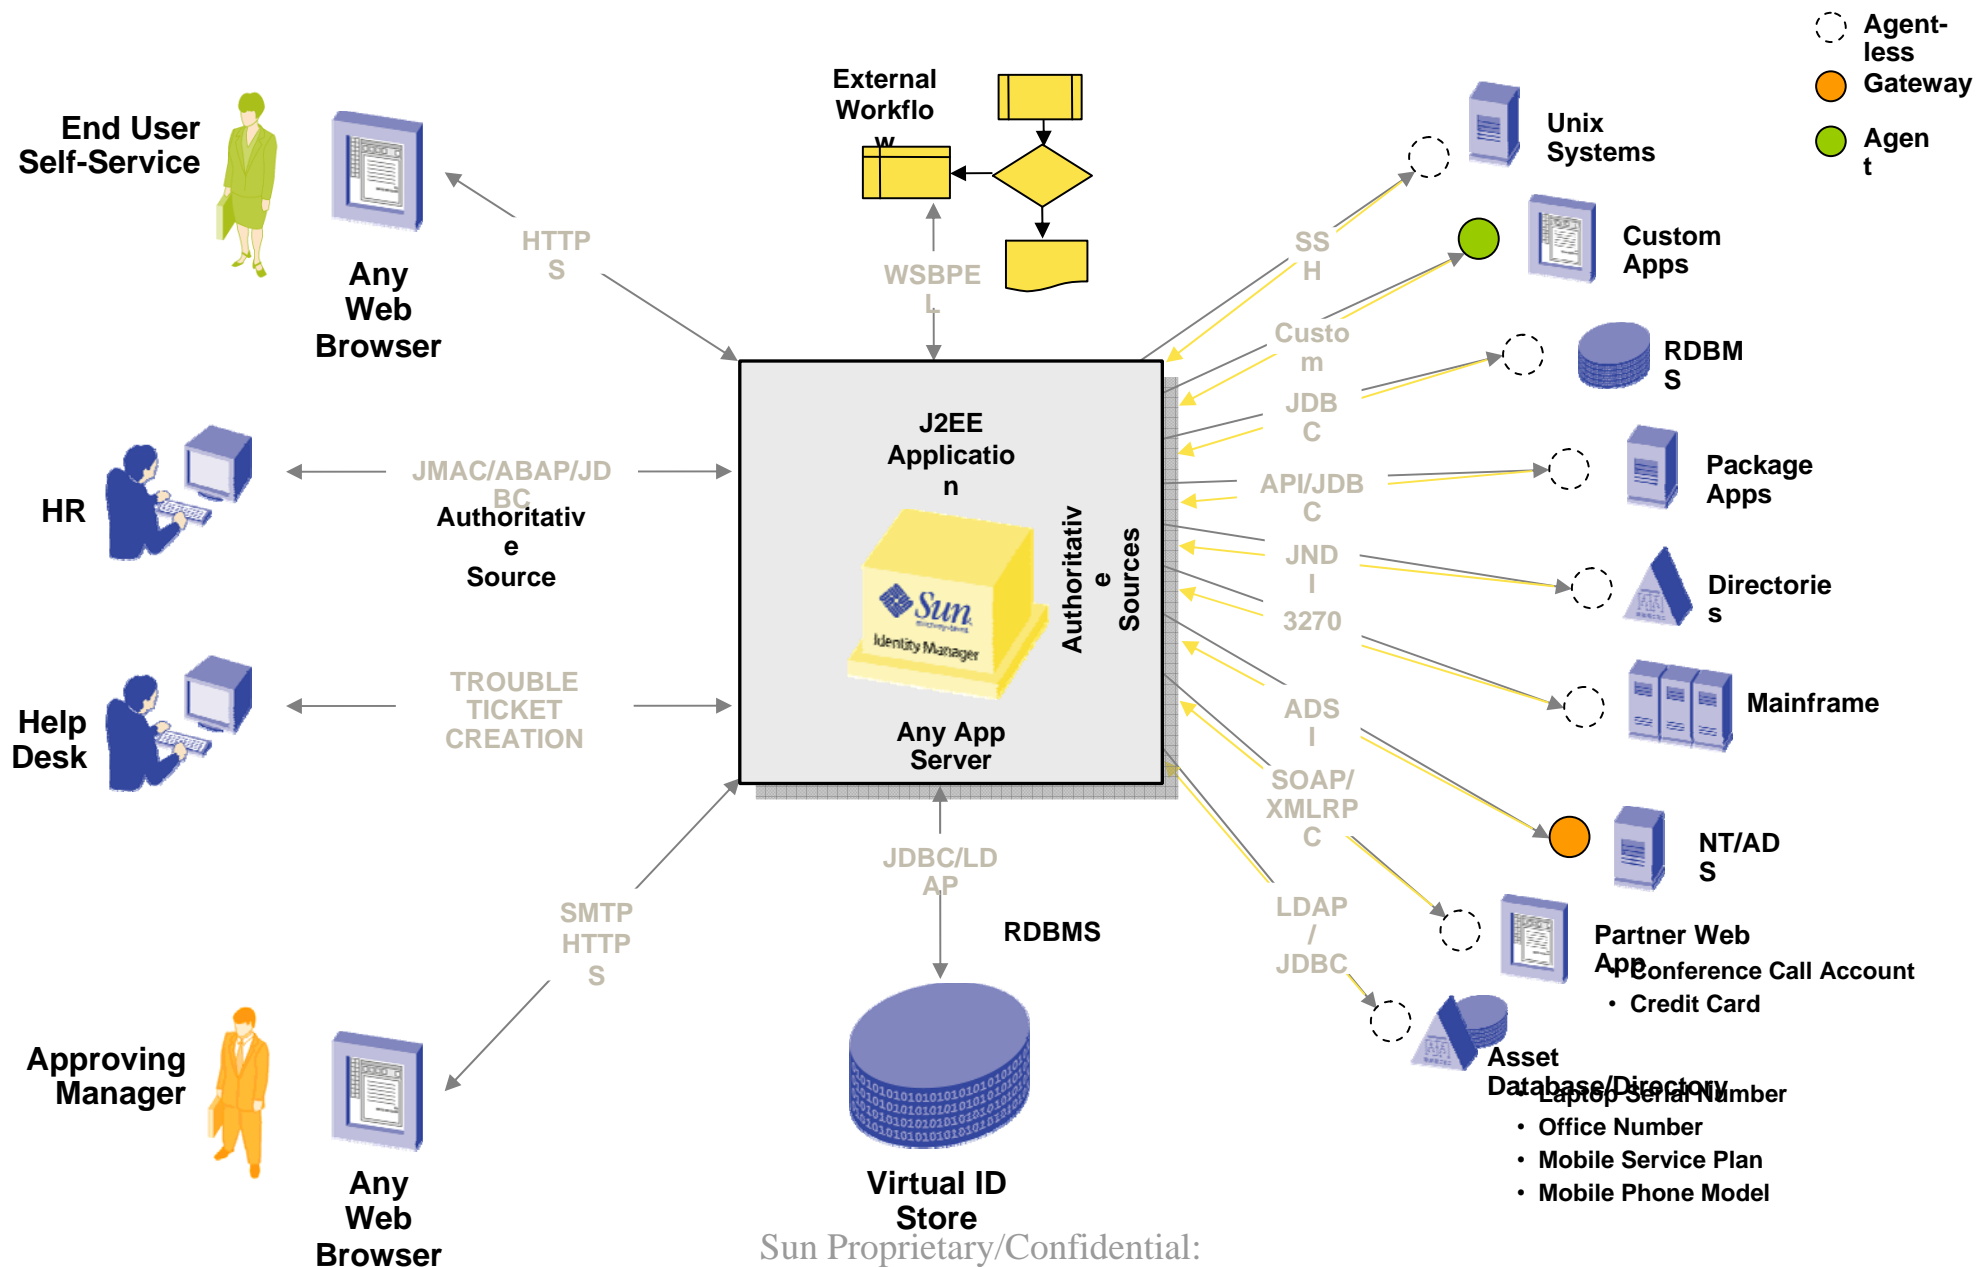 Agent-
less
Gateway
Agen
t
External
Workflo
w
End User
Self-Service
Any
Web
Browser
HTTP
S
WSBPE
L
SS
H
Unix
Systems
Custo
m
Custom
Apps
JDB
C
RDBM
S
HR
JMAC/ABAP/JD
BC
Authoritativ
e
Source
J2EE
Applicatio
n
Sun
microsystems
Identity Manager
Any App
Server
Authoritativ
e
Sources
API/JDB
C
Package
Apps
JND
I
Directorie
s
3270
Mainframe
Help
Desk
TROUBLE
TICKET
CREATION
ADS
I
NT/AD
S
SOAP/
XMLRP
C
Partner Web
App
• Conference Call Account
• Credit Card
LDAP
/
JDBC
Asset
Database/Directory
• Laptop Serial Number
• Office Number
• Mobile Service Plan
• Mobile Phone Model
JDBC/LD
AP
RDBMS
SMTP
HTTP
S
Approving
Manager
Any
Web
Browser
010101010101010101010101010
Virtual ID
Store
Sun Proprietary/Confidential: